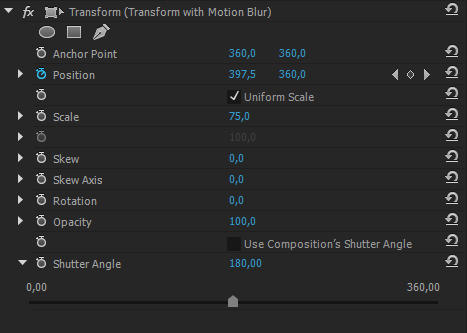 fx Transform (Transform with Motion Blur)
Anchor Point 360,0 360,0
Position 397,5 360,0
Uniform Scale
Scale 75,0
100,0
Skew 0,0
Skew Axis 0,0
Rotation 0,0
Opacity 100,0
Use Composition's Shutter Angle
Shutter Angle 180,00
0,00 360,00